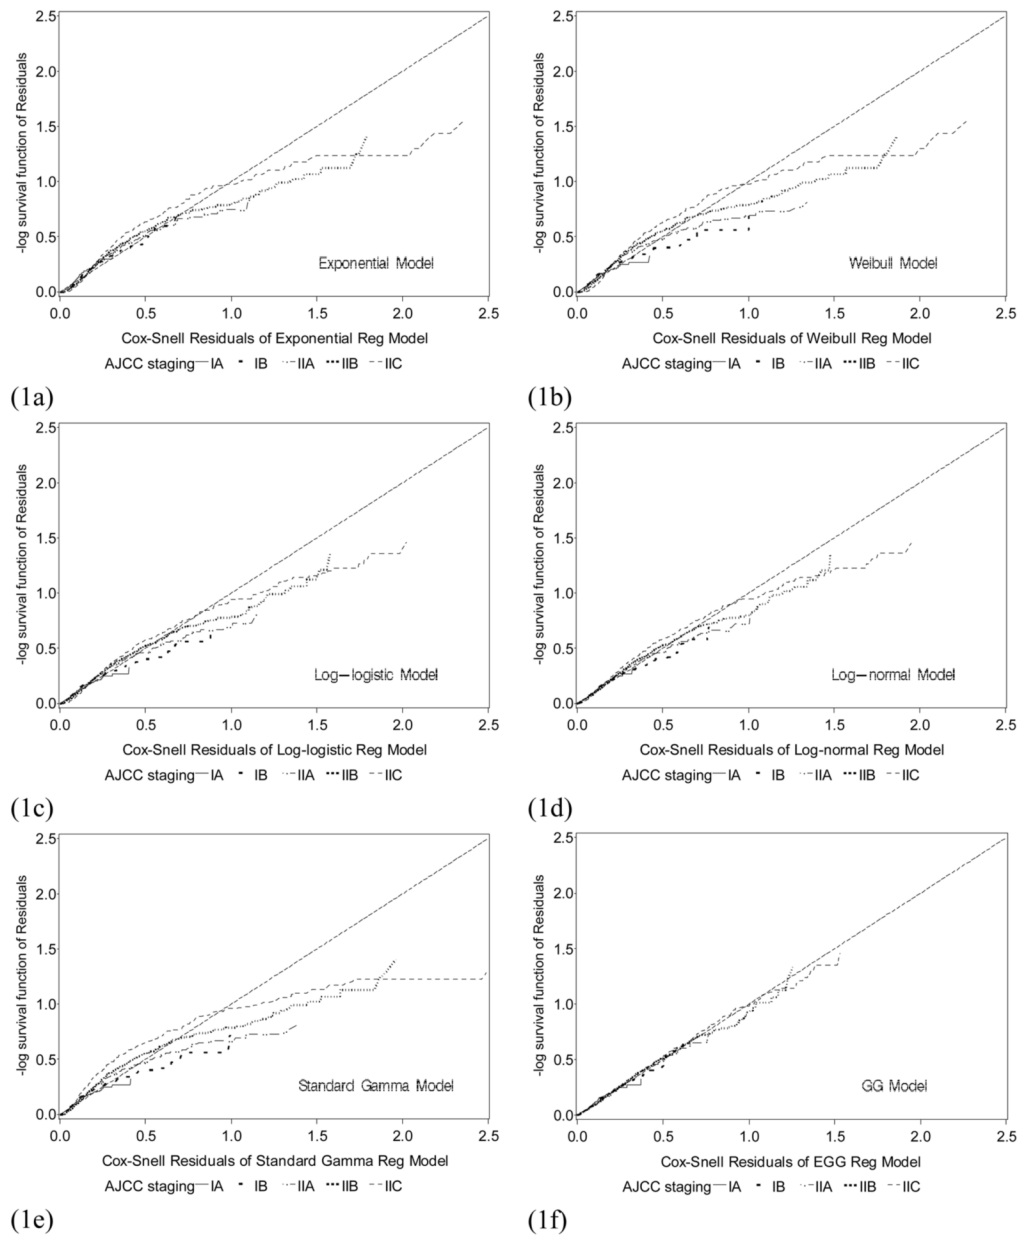 2.5
2.0
1.5
1.0
0.5
0.0
-log survival function of Residuals
Exponential Model
0.0 0.5 1.0 1.5 2.0 2.5
Cox-Snell Residuals of Exponential Reg Model
AJCC staging IA IB IIA IIB IIC
(1a)
2.5
2.0
1.5
1.0
0.5
0.0
-log survival function of Residuals
Weibull Model
0.0 0.5 1.0 1.5 2.0 2.5
Cox-Snell Residuals of Weibull Reg Model
AJCC staging IA IB IIA IIB IIC
(1b)
2.5
2.0
1.5
1.0
0.5
0.0
-log survival function of Residuals
Log-logistic Model
0.0 0.5 1.0 1.5 2.0 2.5
Cox-Snell Residuals of Log-logistic Reg Model
AJCC staging IA IB IIA IIB IIC
(1c)
2.5
2.0
1.5
1.0
0.5
0.0
-log survival function of Residuals
Log-normal Model
0.0 0.5 1.0 1.5 2.0 2.5
Cox-Snell Residuals of Log-normal Reg Model
AJCC staging IA IB IIA IIB IIC
(1d)
2.5
2.0
1.5
1.0
0.5
0.0
-log survival function of Residuals
Standard Gamma Model
0.0 0.5 1.0 1.5 2.0 2.5
Cox-Snell Residuals of Standard Gamma Reg Model
AJCC staging IA IB IIA IIB IIC
(1e)
2.5
2.0
1.5
1.0
0.5
0.0
-log survival function of Residuals
GG Model
0.0 0.5 1.0 1.5 2.0 2.5
Cox-Snell Residuals of EGG Reg Model
AJCC staging IA IB IIA IIB IIC
(1f)